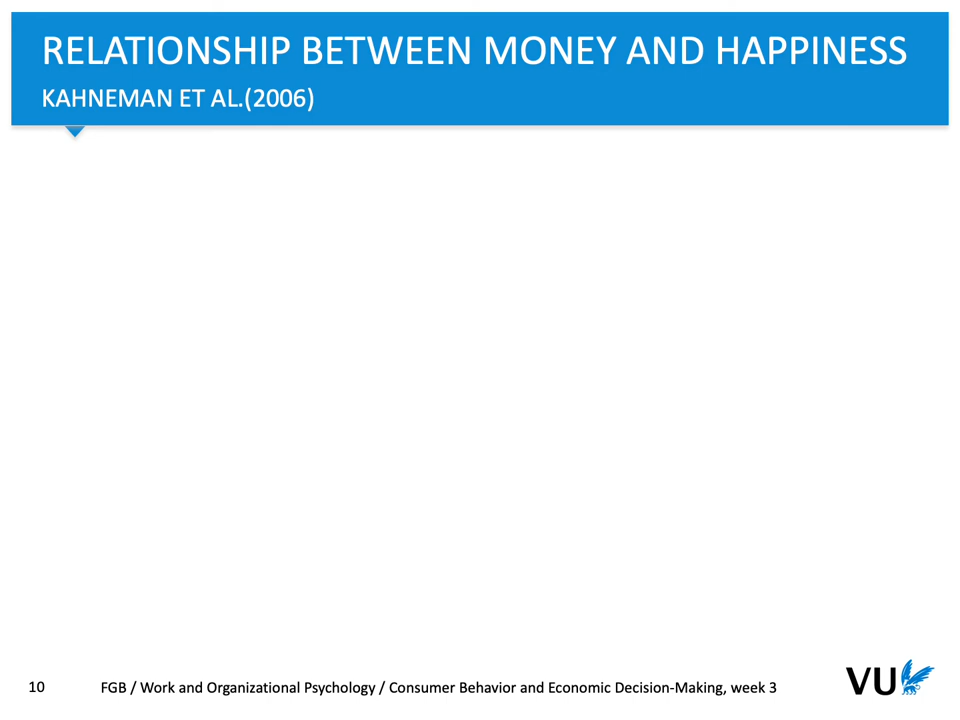 RELATIONSHIP BETWEEN MONEY AND HAPPINESS
KAHNEMAN ET AL.(2006)
10 FGB / Work and Organizational Psychology / Consumer Behavior and Economic Decision-Making, week 3
VU